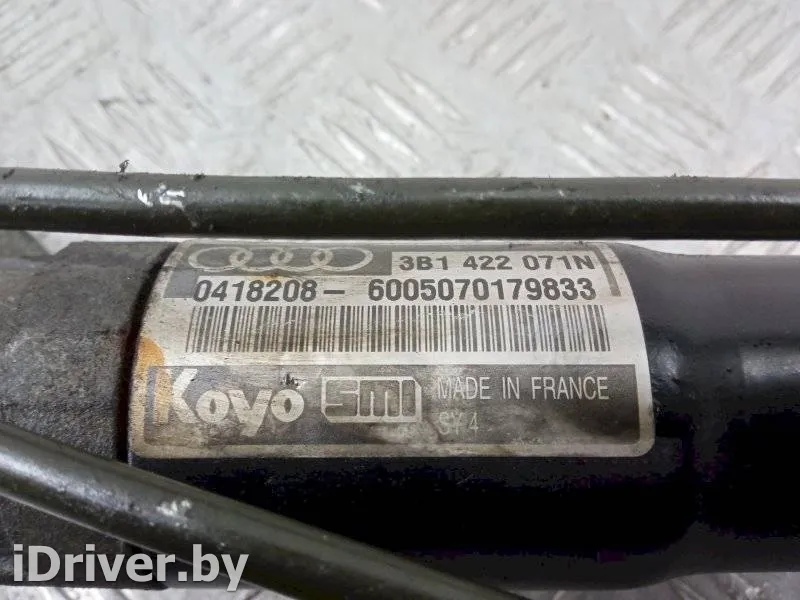 3B1 422 071N
0418208- 6005070179833
Koyo SMI MADE IN FRANCE
SY4
iDriver.by